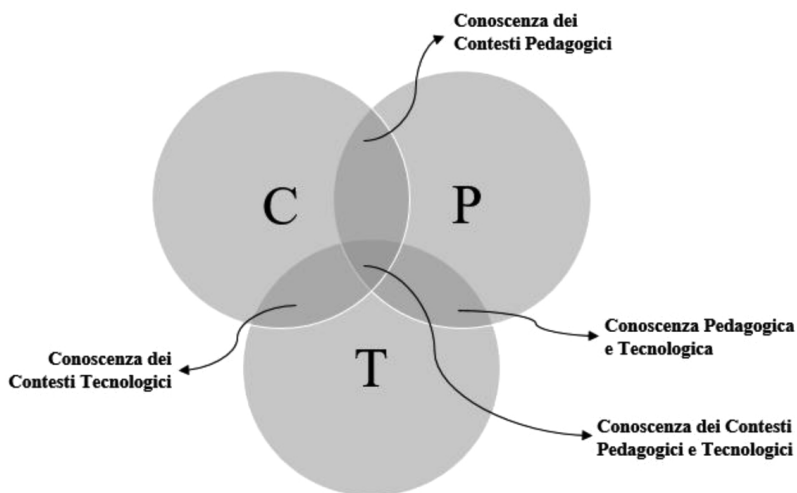 Conoscenza dei
Contesti Pedagogici
C
P
Conoscenza Pedagogica
e Tecnologica
Conoscenza dei
Contesti Tecnologici
T
Conoscenza dei Contesti
Pedagogici e Tecnologici